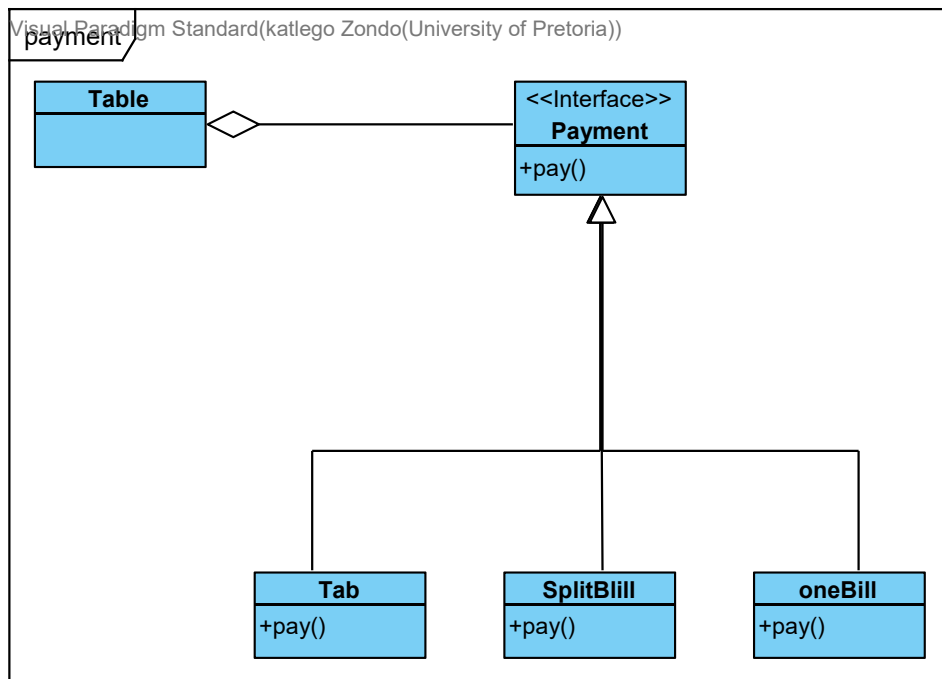 Visual Paradigm Standard(katlego Zondo(University of Pretoria))
payment
Table
<<Interface>>
Payment
+pay()
Tab
+pay()
SplitBlill
+pay()
oneBill
+pay()